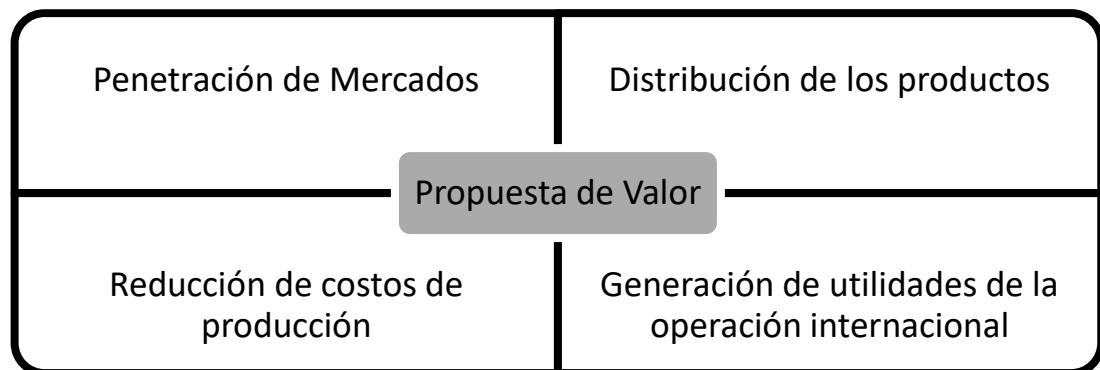 Penetración de Mercados
Distribución de los productos
Propuesta de Valor
Reducción de costos de
producción
Generación de utilidades de la
operación internacional